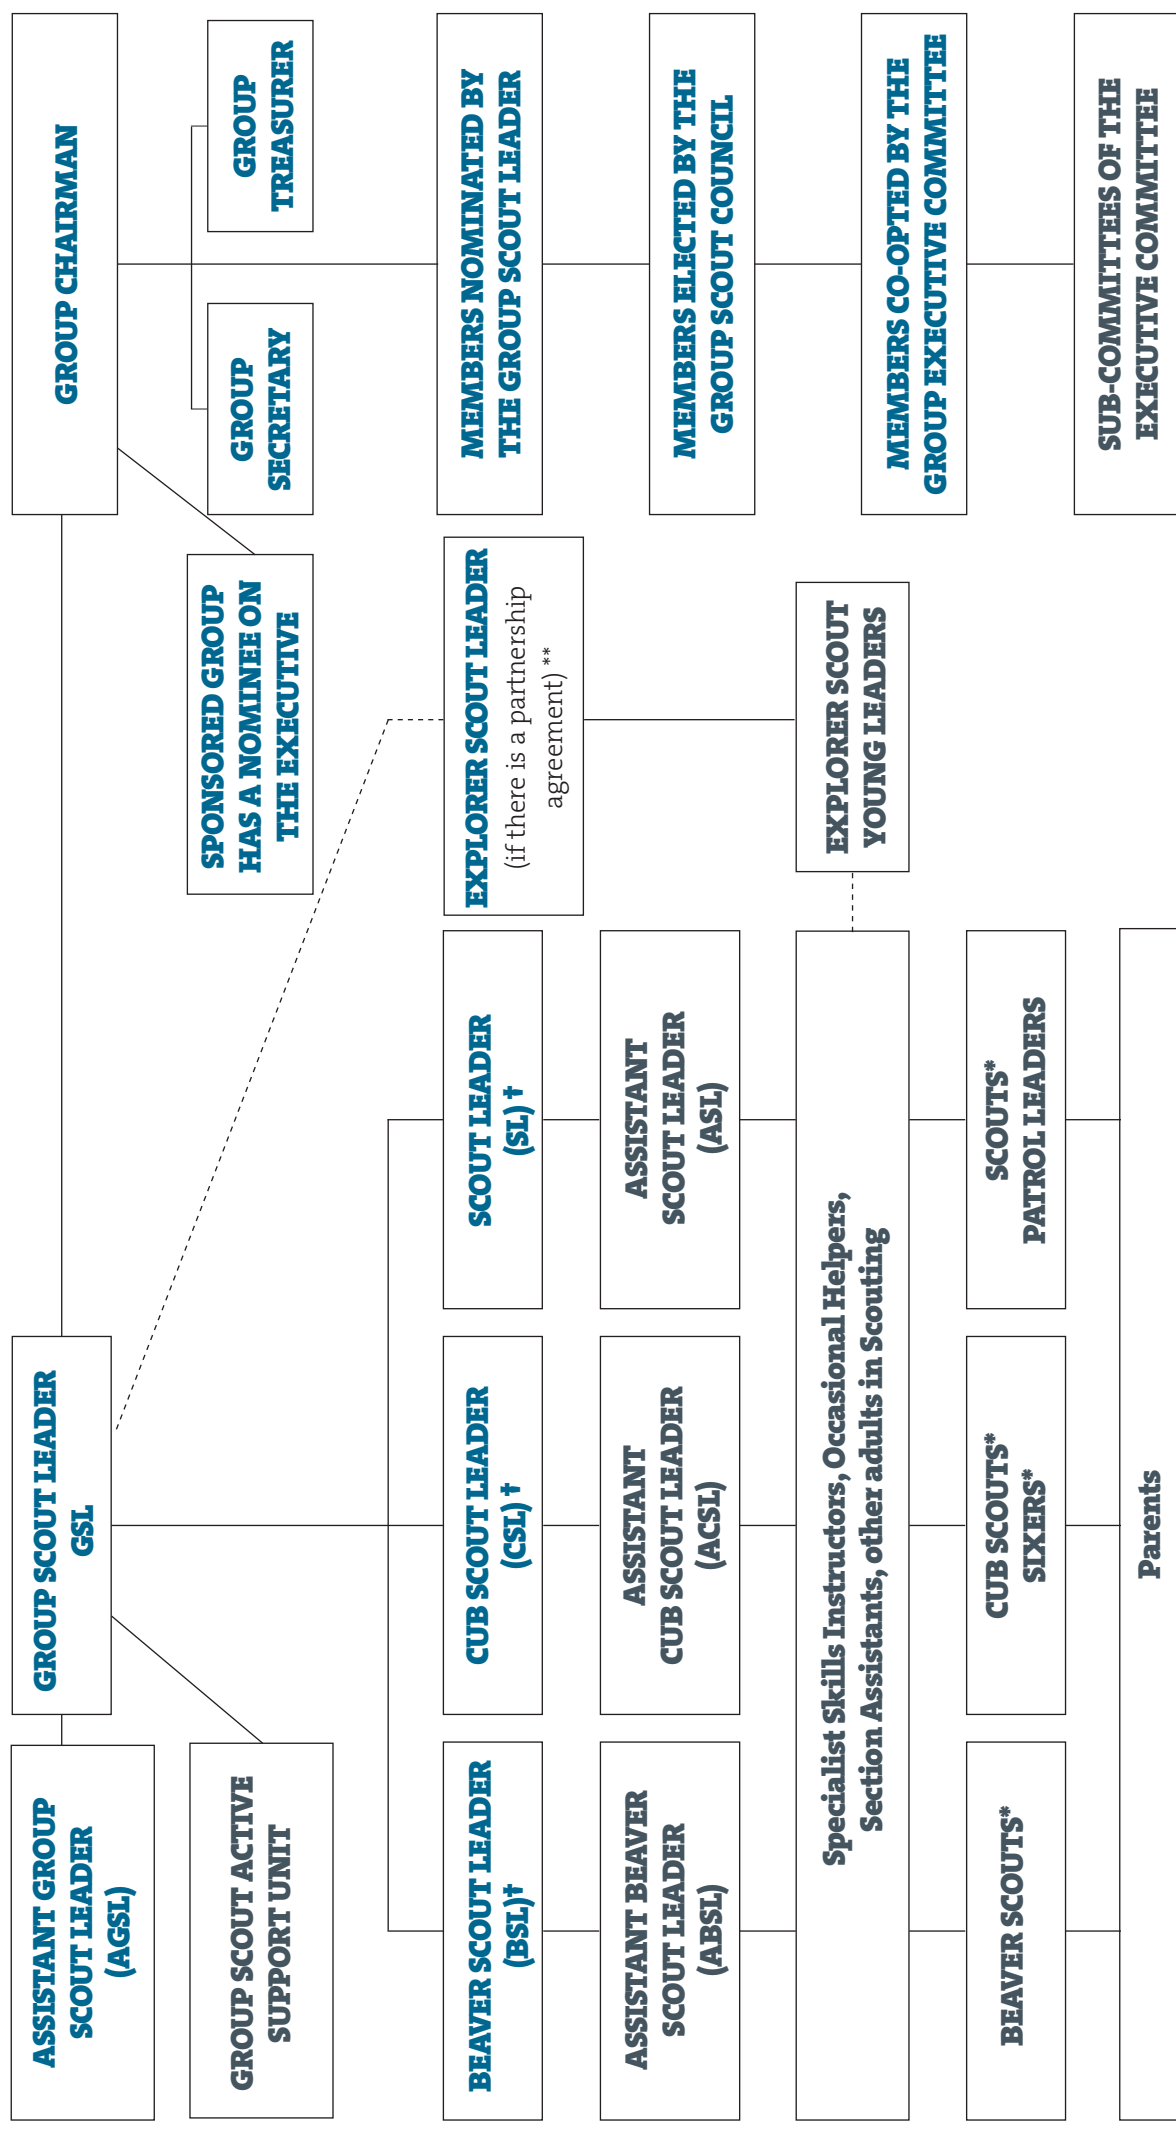 ASSISTANT GROUP
SCOUT LEADER
(AGSL)
GROUP SCOUT LEADER
GSL
GROUP CHAIRMAN
GROUP SCOUT ACTIVE
SUPPORT UNIT
SPONSORED GROUP
HAS A NOMINEE ON
THE EXECUTIVE
GROUP
SECRETARY
GROUP
TREASURER
BEAVER SCOUT LEADER
(BSL)†
CUB SCOUT LEADER
(CSL) †
SCOUT LEADER
(SL) †
EXPLORER SCOUT LEADER
(if there is a partnership
agreement) **
MEMBERS NOMINATED BY
THE GROUP SCOUT LEADER
ASSISTANT BEAVER
SCOUT LEADER
(ABSL)
ASSISTANT
CUB SCOUT LEADER
(ACSL)
ASSISTANT
SCOUT LEADER
(ASL)
MEMBERS ELECTED BY THE
GROUP SCOUT COUNCIL
Specialist Skills Instructors, Occasional Helpers,
Section Assistants, other adults in Scouting
EXPLORER SCOUT
YOUNG LEADERS
MEMBERS CO-OPTED BY THE
GROUP EXECUTIVE COMMITTEE
BEAVER SCOUTS*
CUB SCOUTS*
SIXERS*
SCOUTS*
PATROL LEADERS
SUB-COMMITTEES OF THE
EXECUTIVE COMMITTEE
Parents